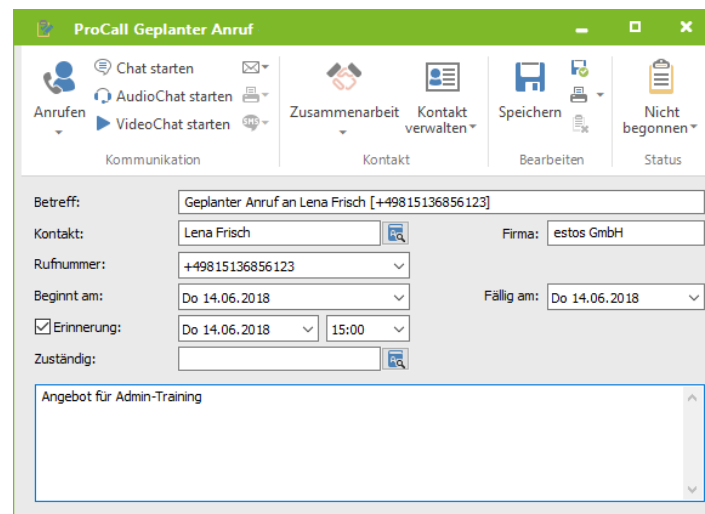 ProCall Geplanter Anruf
Anrufen
Chat starten
AudioChat starten
VideoChat starten
SMS
Kommunikation
Zusammenarbeit
Kontakt verwalten
Kontakt
Speichern
Bearbeiten
Nicht begonnen
Status
Betreff: Geplanter Anruf an Lena Frisch [+49815136856123]
Kontakt: Lena Frisch Firma: estos GmbH
Rufnummer: +49815136856123
Beginnt am: Do 14.06.2018 Fällig am: Do 14.06.2018
Erinnerung: Do 14.06.2018 15:00
Zuständig:
Angebot für Admin-Training